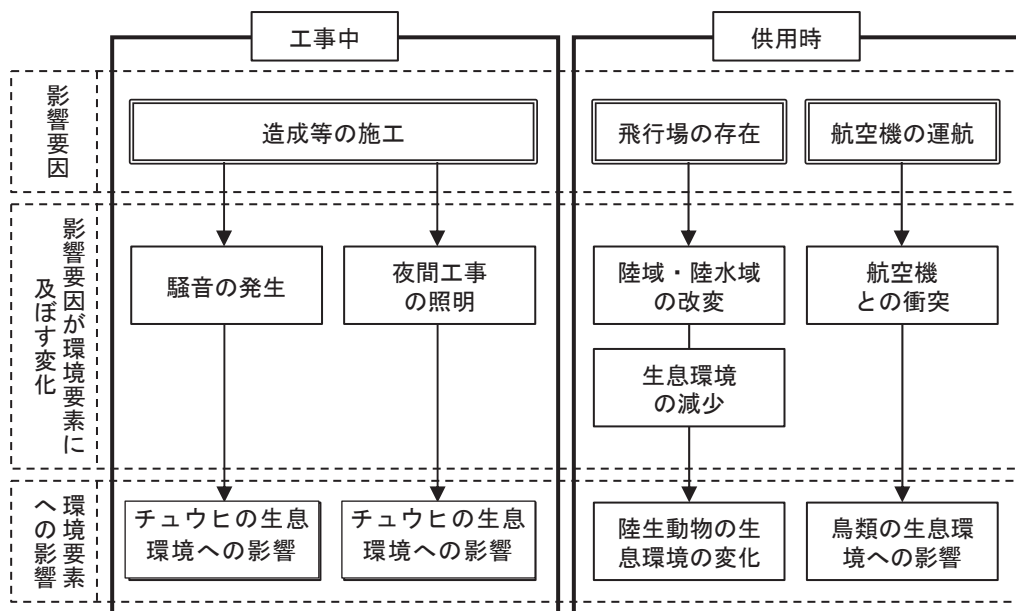 工事中
供用時
影響要因
造成等の施工
飛行場の存在
航空機の運航
影響要因が環境要素に
及ぼす変化
騒音の発生
夜間工事
の照明
陸域・陸水域
の改変
航空機
との衝突
生息環境
の減少
環境要素
への影響
チュウヒの生息
環境への影響
チュウヒの生息
環境への影響
陸生動物の生
息環境の変化
鳥類の生息環
境への影響